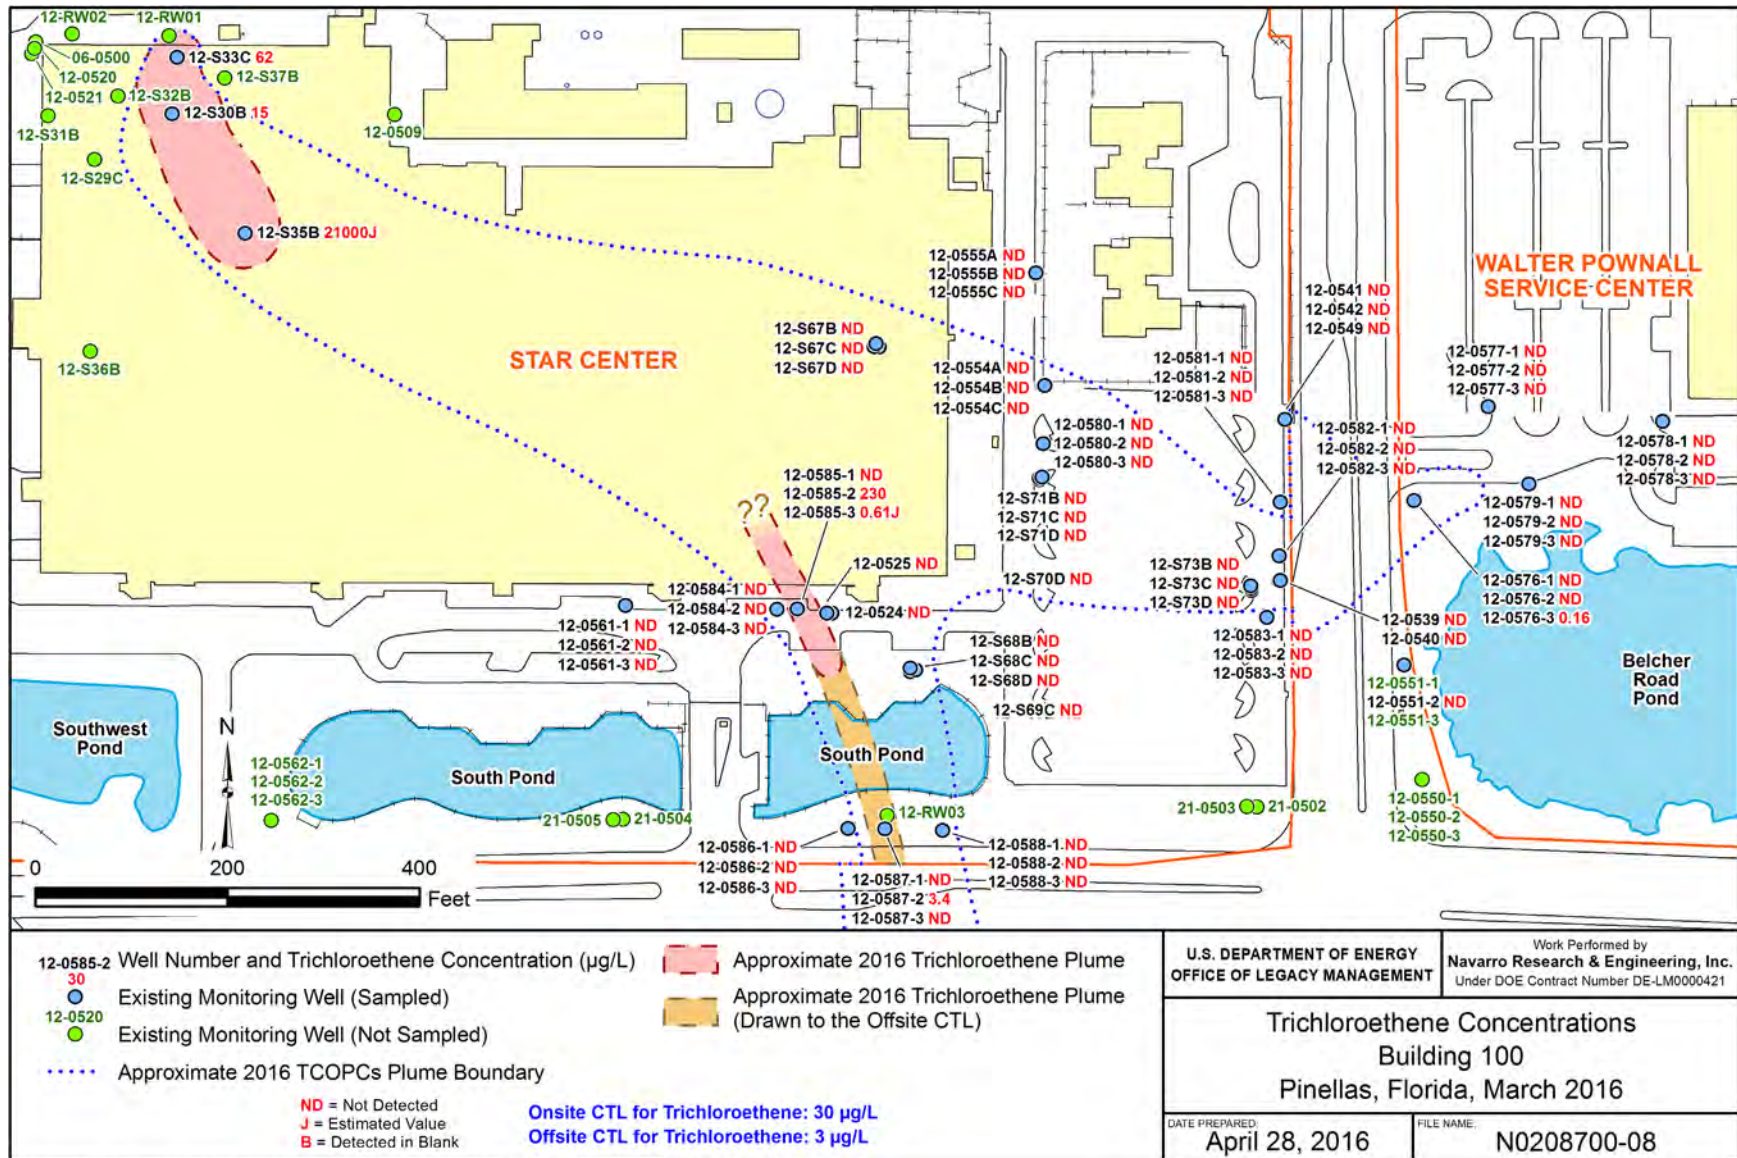 12-RW02
12-RW01
06-0500
12-0520
12-0521
12-S33C 62
12-S37B
12-S32B
12-S30B 15
12-S31B
12-0509
12-S29C
12-S35B 21000J
12-S36B
STAR CENTER
12-0555A ND
12-0555B ND
12-0555C ND
12-S67B ND
12-S67C ND
12-S67D ND
12-0554A ND
12-0554B ND
12-0554C ND
WALTER POWNALL
SERVICE CENTER
12-0541 ND
12-0542 ND
12-0549 ND
12-0581-1 ND
12-0581-2 ND
12-0581-3 ND
12-0577-1 ND
12-0577-2 ND
12-0577-3 ND
12-0580-1 ND
12-0580-2 ND
12-0580-3 ND
12-0582-1 ND
12-0582-2 ND
12-0582-3 ND
12-0578-1 ND
12-0578-2 ND
12-0578-3 ND
12-0585-1 ND
12-0585-2 230
12-0585-3 0.61J
??
12-S71B ND
12-S71C ND
12-S71D ND
12-0579-1 ND
12-0579-2 ND
12-0579-3 ND
12-0525 ND
12-0524 ND
12-0584-1 ND
12-0584-2 ND
12-0584-3 ND
12-S70D ND
12-S73B ND
12-S73C ND
12-S73D ND
12-0576-1 ND
12-0576-2 ND
12-0576-3 0.16
12-0561-1 ND
12-0561-2 ND
12-0561-3 ND
12-0539 ND
12-0540 ND
12-0583-1 ND
12-0583-2 ND
12-0583-3 ND
12-S68B ND
12-S68C ND
12-S68D ND
12-S69C ND
12-0551-1
12-0551-2 ND
12-0551-3
Belcher
Road
Pond
Southwest
Pond
N
South Pond
South Pond
12-0562-1
12-0562-2
12-0562-3
21-0505
21-0504
12-RW03
21-0503
21-0502
12-0550-1
12-0550-2
12-0550-3
12-0586-1 ND
12-0586-2 ND
12-0586-3 ND
12-0587-1 ND
12-0587-2 3.4
12-0587-3 ND
12-0588-1 ND
12-0588-2 ND
12-0588-3 ND
0 200 400
Feet
12-0585-2 Well Number and Trichloroethene Concentration (µg/L)
30
Existing Monitoring Well (Sampled)
12-0520
Existing Monitoring Well (Not Sampled)
Approximate 2016 TCOPCs Plume Boundary
ND = Not Detected
J = Estimated Value
B = Detected in Blank
Approximate 2016 Trichloroethene Plume
Approximate 2016 Trichloroethene Plume
(Drawn to the Offsite CTL)
Onsite CTL for Trichloroethene: 30 µg/L
Offsite CTL for Trichloroethene: 3 µg/L
U.S. DEPARTMENT OF ENERGY
OFFICE OF LEGACY MANAGEMENT
Work Performed by
Navarro Research & Engineering, Inc.
Under DOE Contract Number DE-LM0000421
Trichloroethene Concentrations
Building 100
Pinellas, Florida, March 2016
DATE PREPARED:
April 28, 2016
FILE NAME:
N0208700-08